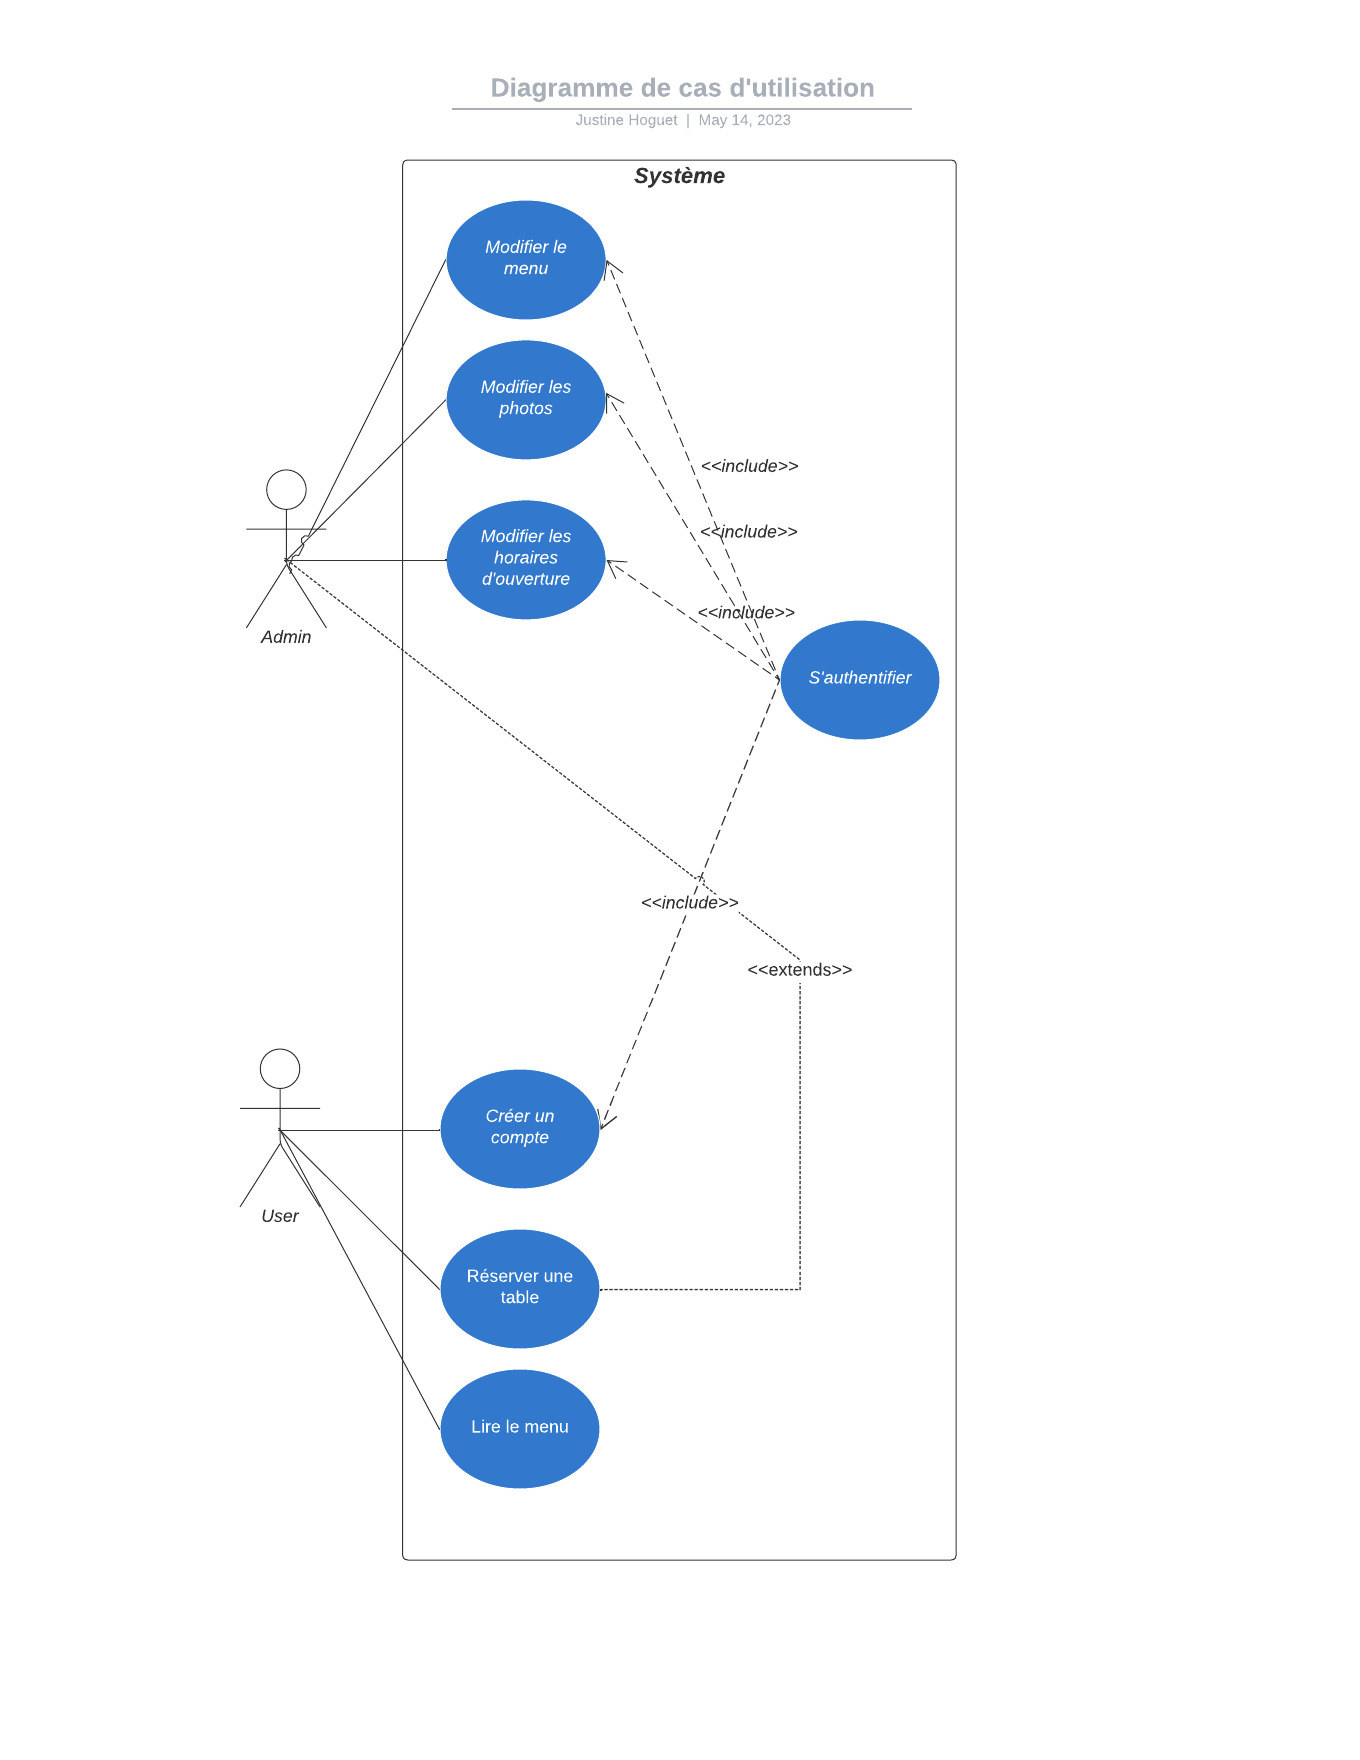 Diagramme de cas d'utilisation
Justine Hoguet | May 14, 2023
Système
Modifier le
menu
Modifier les
photos
<<include>>
Modifier les
horaires
d'ouverture
<<include>>
<<include>>
Admin
S'authentifier
<<include>>
<<extends>>
Créer un
compte
User
Réserver une
table
Lire le menu